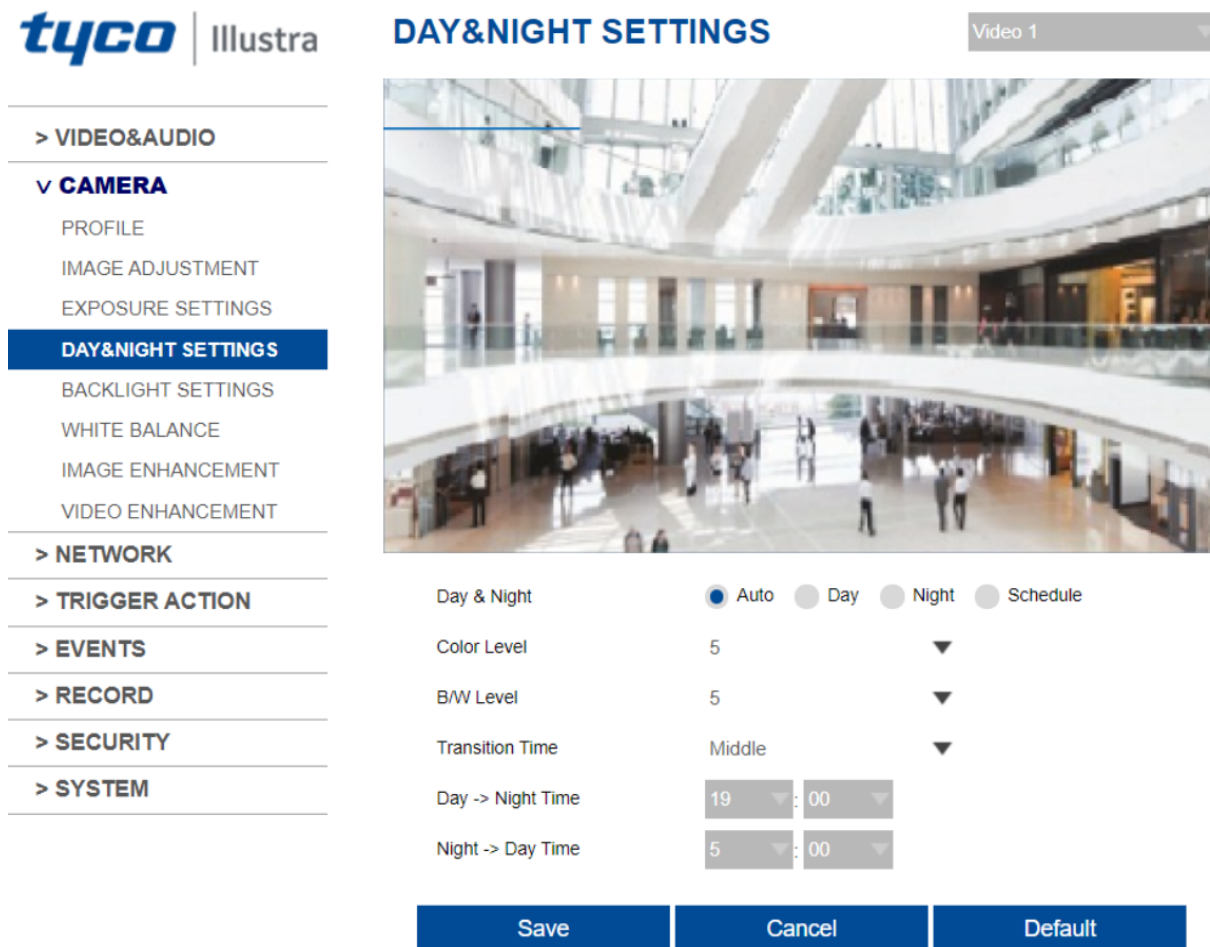 tyco Illustra
DAY&NIGHT SETTINGS
Video 1
> VIDEO&AUDIO
v CAMERA
PROFILE
IMAGE ADJUSTMENT
EXPOSURE SETTINGS
DAY&NIGHT SETTINGS
BACKLIGHT SETTINGS
WHITE BALANCE
IMAGE ENHANCEMENT
VIDEO ENHANCEMENT
> NETWORK
> TRIGGER ACTION
> EVENTS
> RECORD
> SECURITY
> SYSTEM
Day & Night Auto Day Night Schedule
Color Level 5
B/W Level 5
Transition Time Middle
Day -> Night Time 19 : 00
Night -> Day Time 5 : 00
Save Cancel Default